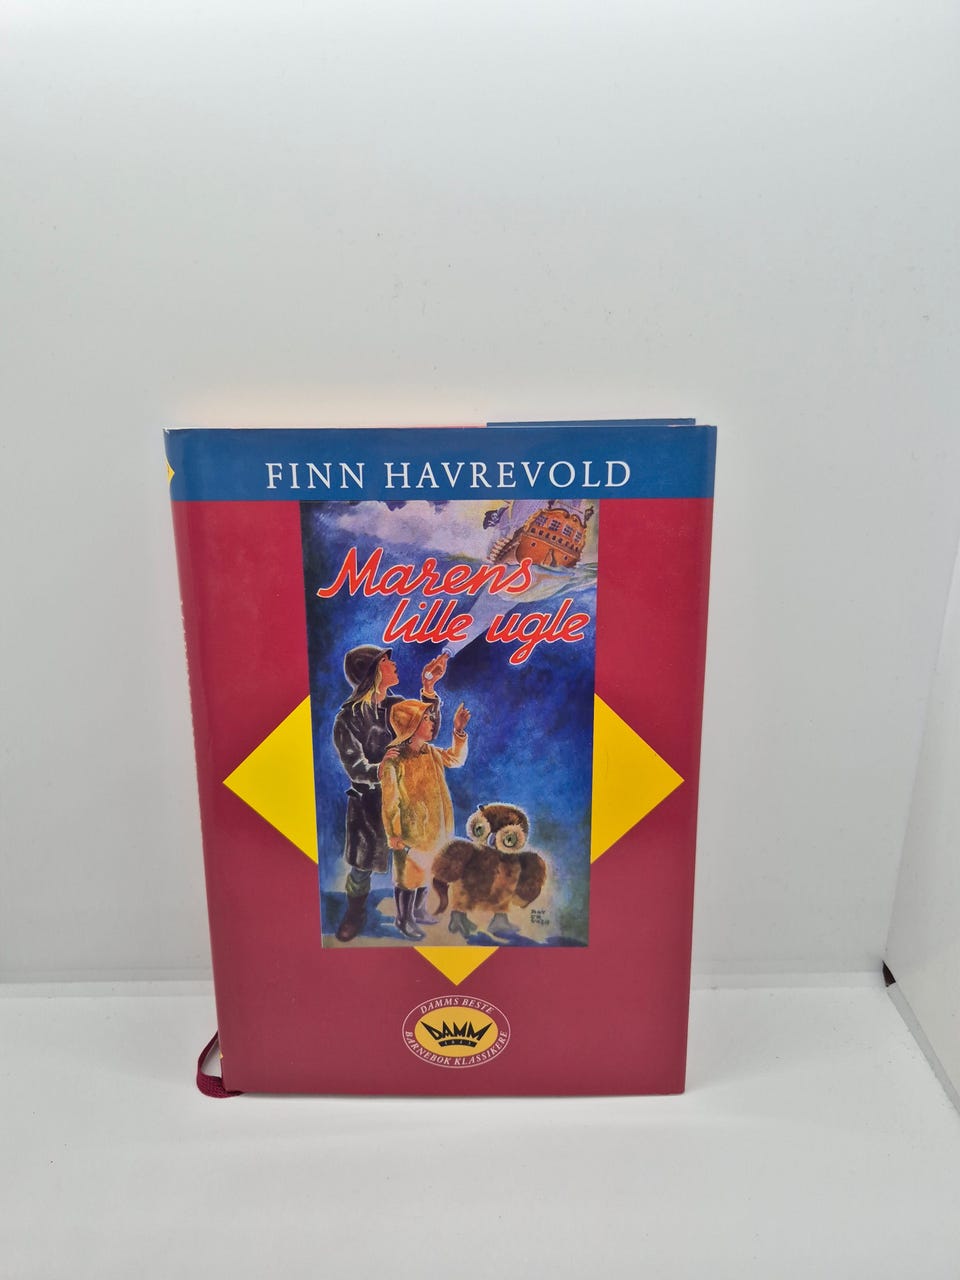 FINN HAVREVOLD
Marens
lille ugle
DAMMS BESTE
DAMM
BARNEBOK KLASSIKERE